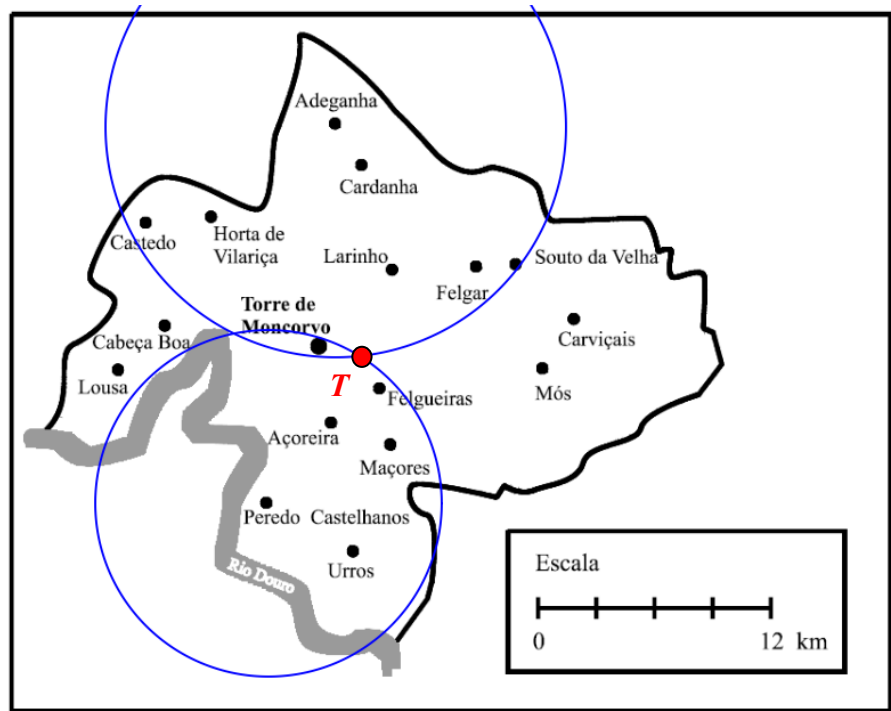 Adeganha
Cardanha
Castedo
Horta de
Vilariça
Larinho
Felgar
Souto da Velha
Torre de
Moncorvo
Carviçais
Cabeça Boa
Lousa
T
Felgueiras
Mós
Açoreira
Maçores
Peredo
Castelhanos
Urros
Rio Douro
Escala
0
12 km